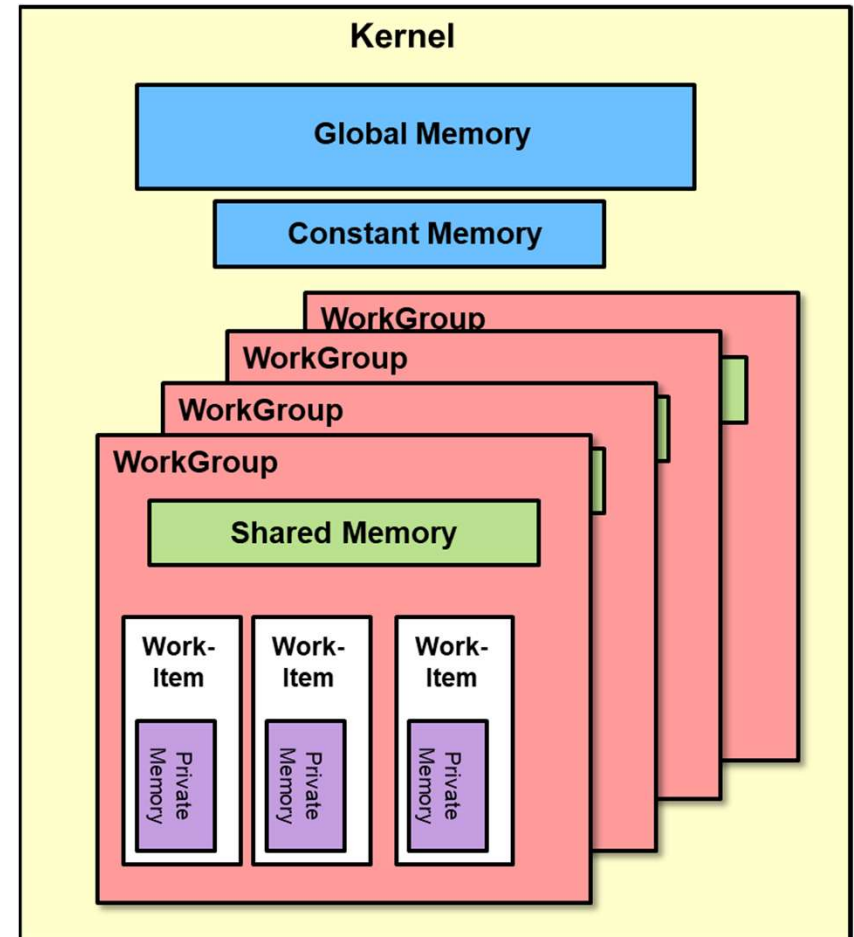 Kernel
Global Memory
Constant Memory
WorkGroup
WorkGroup
WorkGroup
WorkGroup
Shared Memory
Work-
Item
Private
Memory
Work-
Item
Private
Memory
Work-
Item
Private
Memory